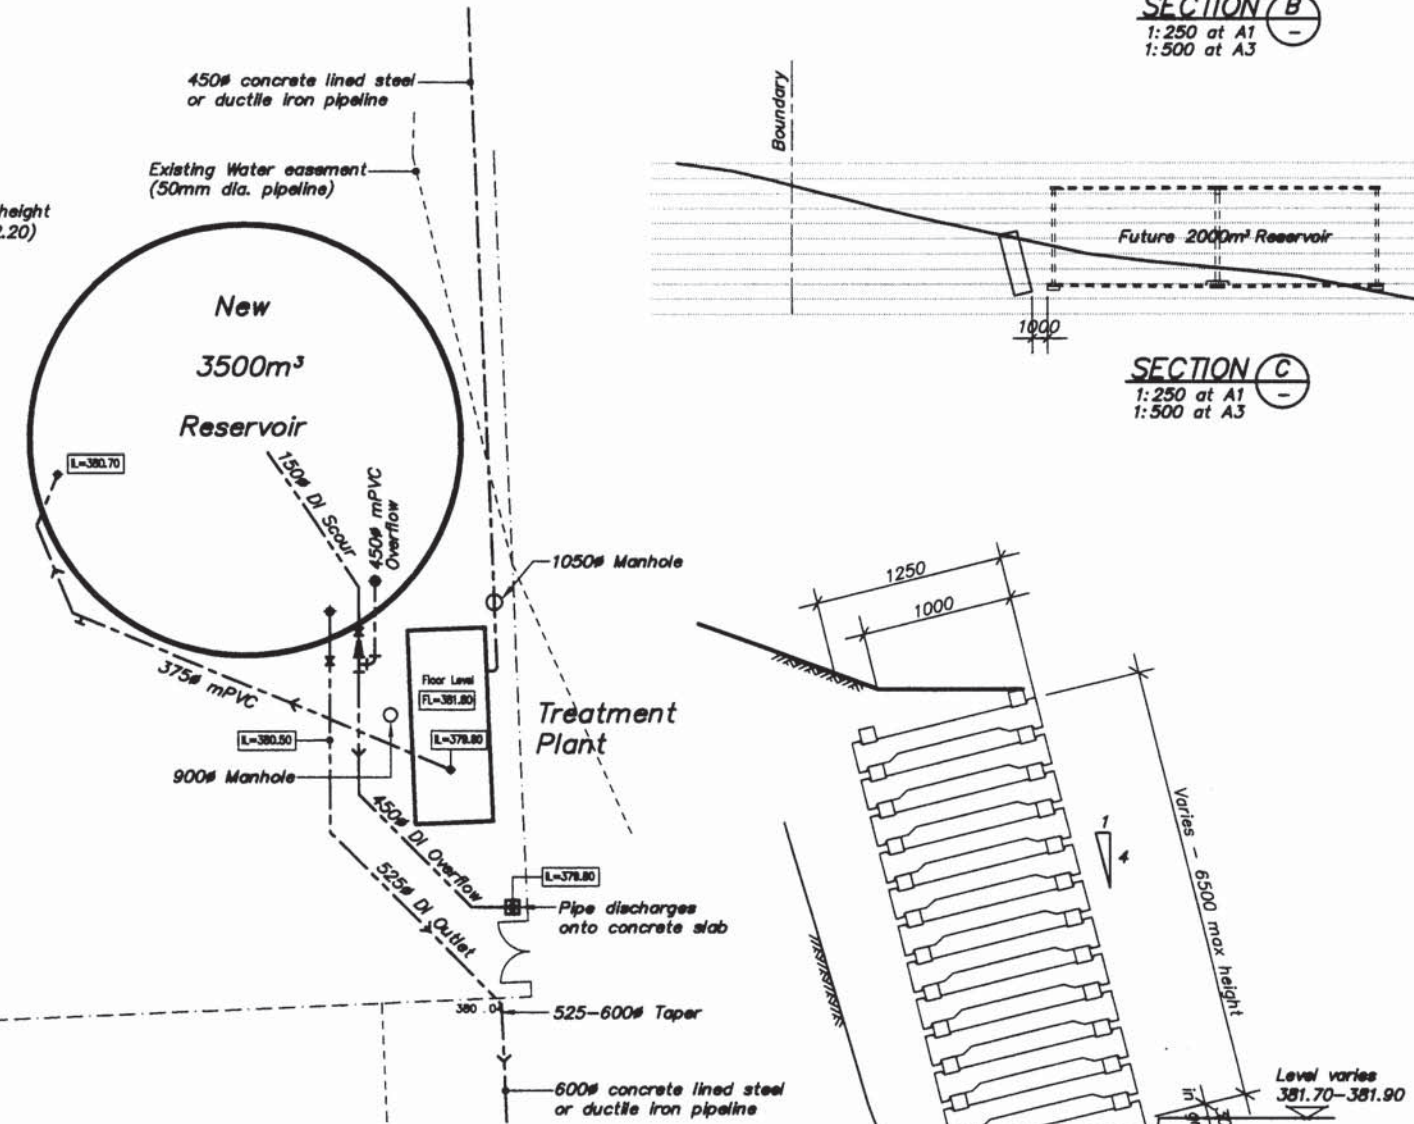 SECTION B
-
1:250 at A1
1:500 at A3
450ø concrete lined steel
or ductile iron pipeline
Existing Water easement
(50mm dia. pipeline)
height
2.20)
New
3500m³
Reservoir
IL=380.70
150ø DI Scour
450ø mPVC
Overflow
1050ø Manhole
375ø mPVC
Floor Level
FL=381.80
IL=379.80
IL=380.50
900ø Manhole
Treatment
Plant
450ø DI Overflow
525ø DI Outlet
IL=379.80
Pipe discharges
onto concrete slab
380.0
525-600ø Taper
600ø concrete lined steel
or ductile iron pipeline
Boundary
Future 2000m³ Reservoir
1000
SECTION C
-
1:250 at A1
1:500 at A3
1250
1000
1
4
Varies - 6500 max height
Level varies
381.70-381.90